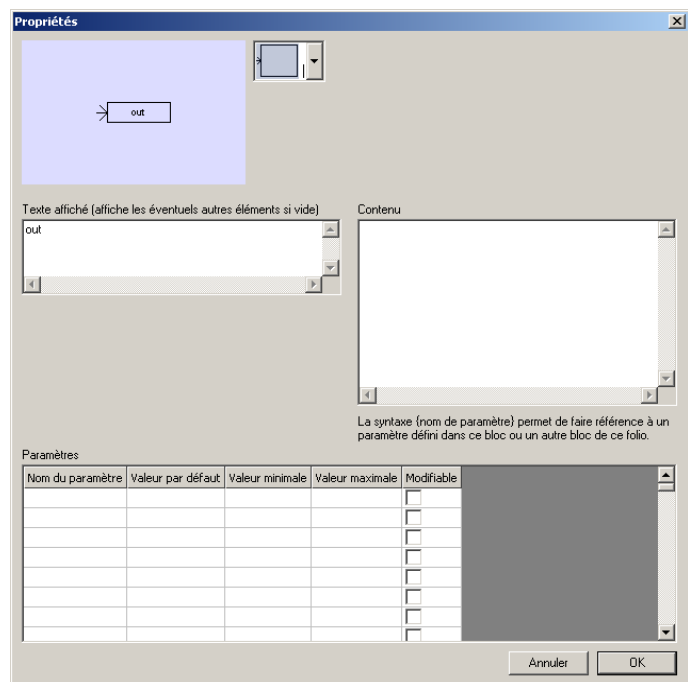 Propriétés
out
Texte affiché (affiche les éventuels autres éléments si vide)
Contenu
out
La syntaxe {nom de paramètre} permet de faire référence à un
paramètre défini dans ce bloc ou un autre bloc de ce folio.
Paramètres
Nom du paramètre Valeur par défaut Valeur minimale Valeur maximale Modifiable
Annuler OK